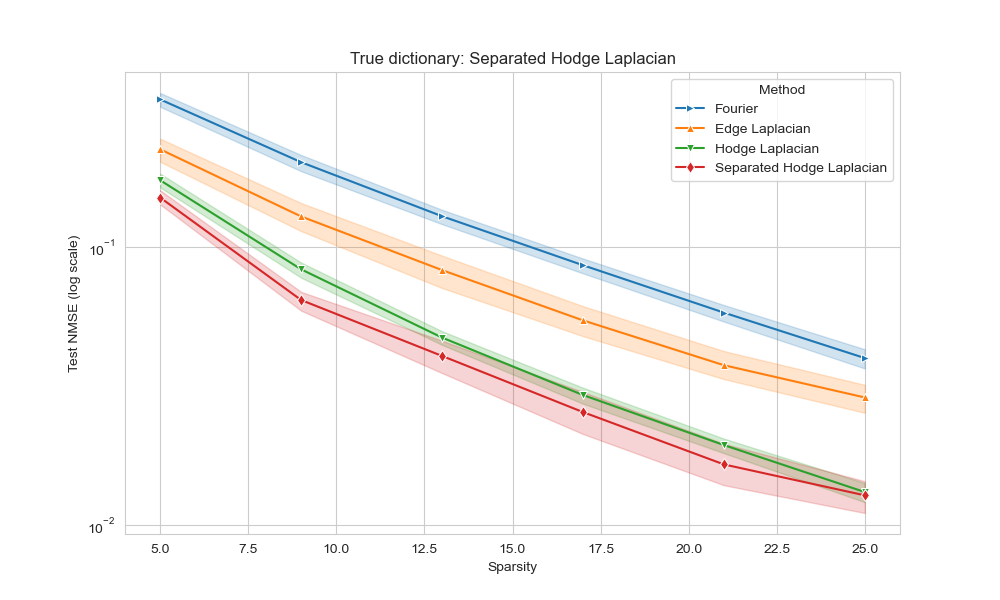 True dictionary: Separated Hodge Laplacian
Method
Fourier
Edge Laplacian
Hodge Laplacian
Separated Hodge Laplacian
Test NMSE (log scale)
10⁻¹
10⁻²
5.0 7.5 10.0 12.5 15.0 17.5 20.0 22.5 25.0
Sparsity